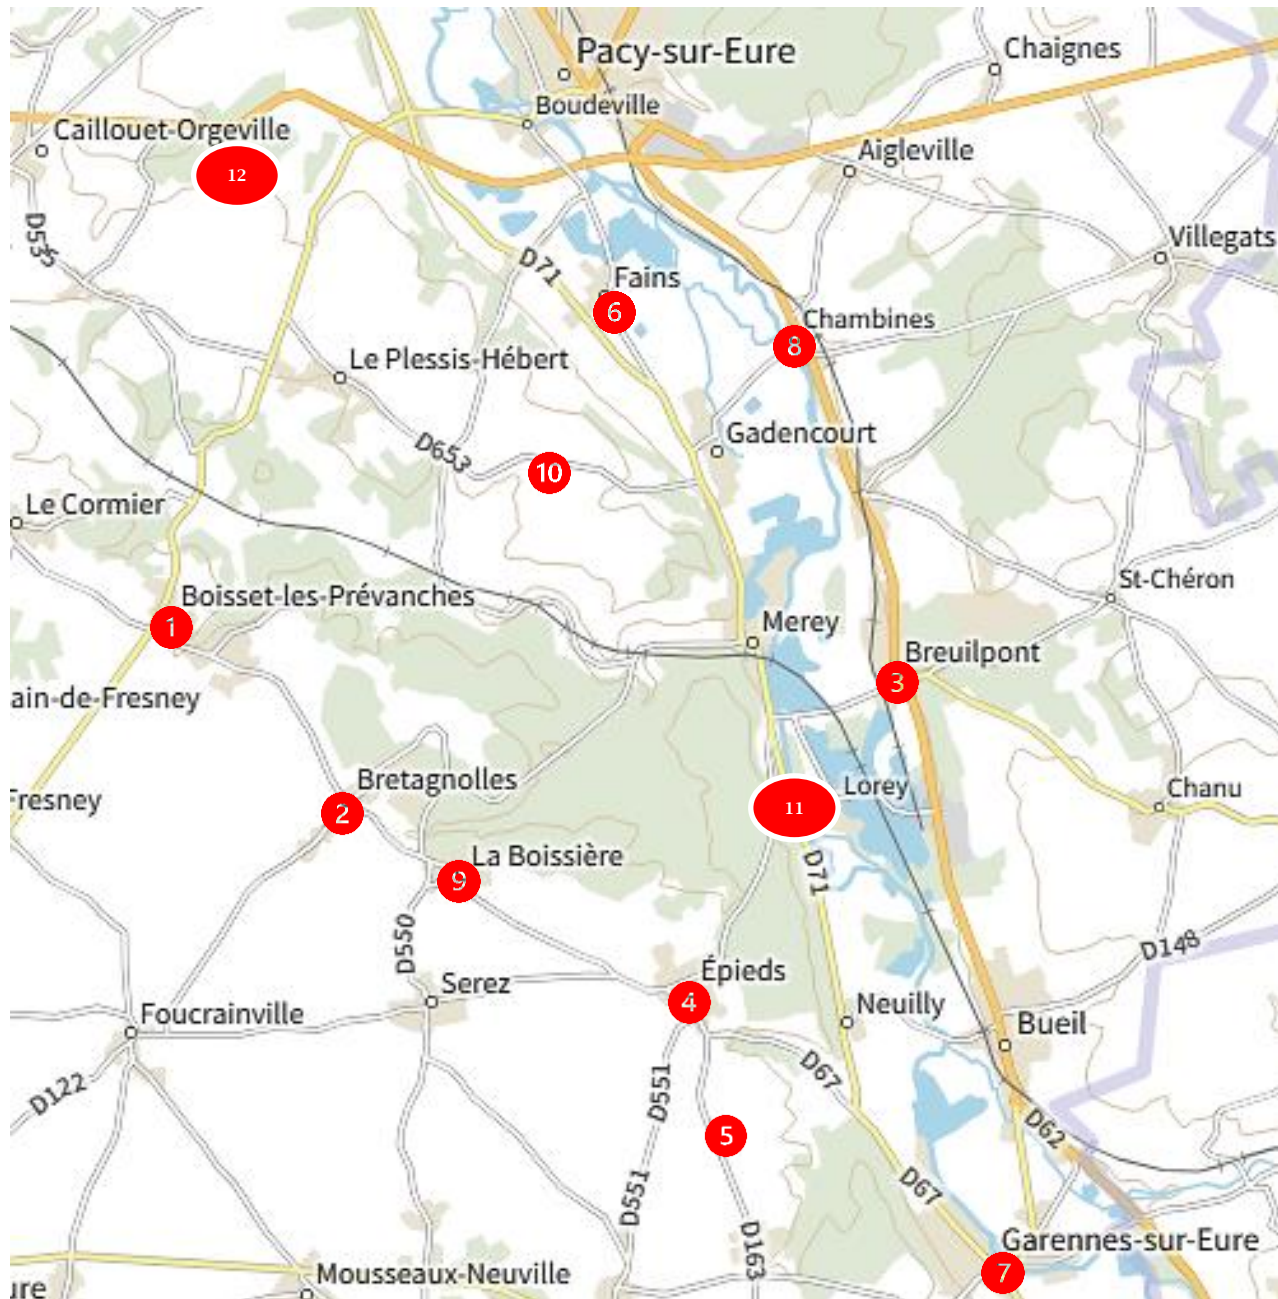 Pacy-sur-Eure
Chaignes
Boudeville
Caillouet-Orgeville
Aigleville
12
D535
Villegats
D71
Fains
6
Chambines
8
Le Plessis-Hébert
Gadencourt
D653
10
Le Cormier
St-Chéron
Boisset-les-Prévanches
1
Merey
Breuilpont
3
ain-de-Fresney
Bretagnolles
Lorey
Chanu
Fresney
2
11
La Boissière
D71
9
D550
D148
Épieds
Serez
4
Neuilly
Foucrainville
Bueil
D67
D551
D122
D62
5
D551
D67
D163
Garennes-sur-Eure
7
Mousseaux-Neuville
ure